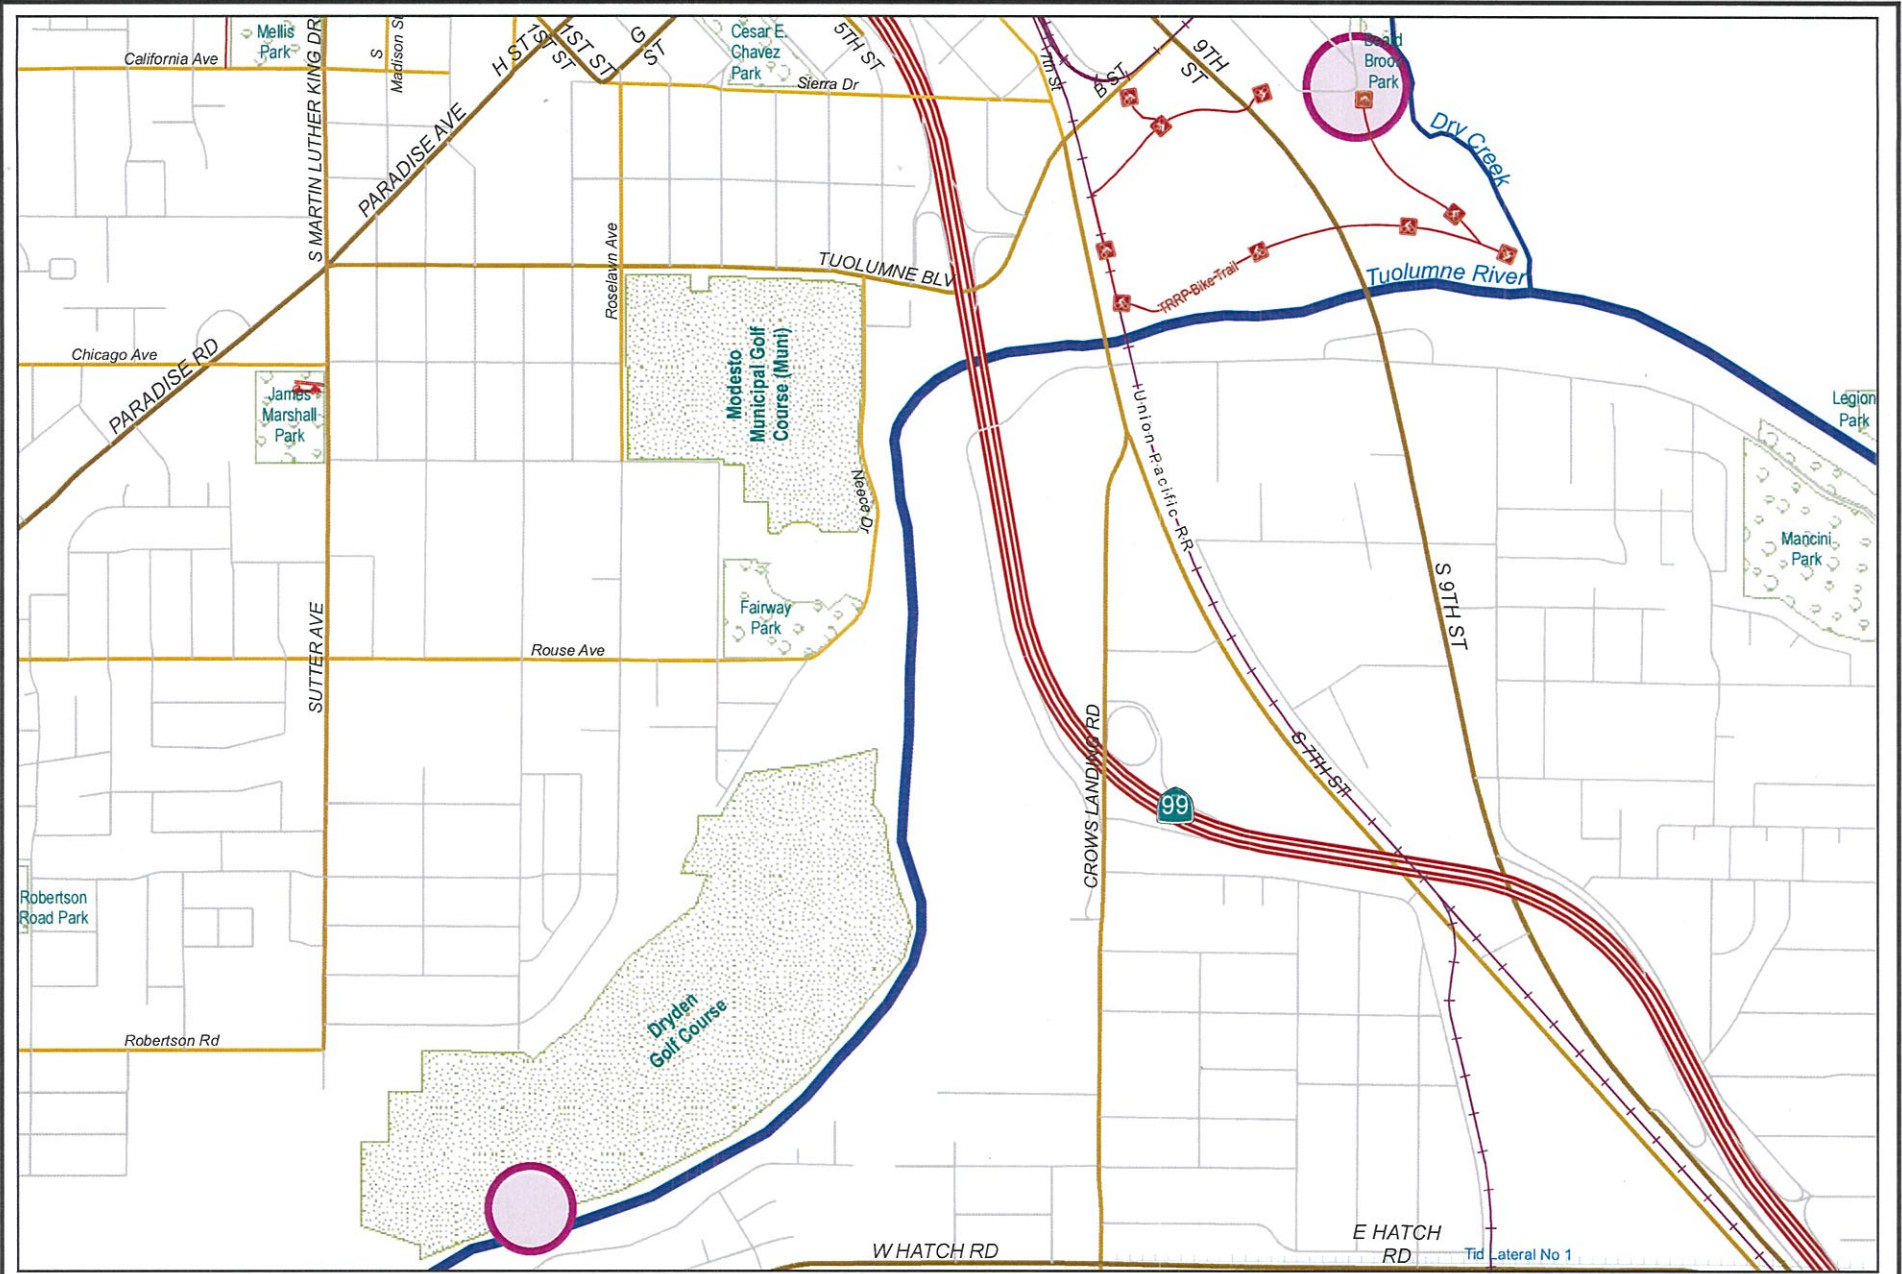 Mellis
Park
California Ave
S MARTIN LUTHER KING DR
S
Madison St
H ST
1ST ST
1ST ST
G
ST
Cesar E.
Chavez
Park
5TH ST
Sierra Dr
7th St
B ST
9TH
ST
Brook
Park
Dry Creek
PARADISE AVE
Roselawn Ave
TUOLUMNE BLV
TRRP-Bike-Trail
Tuolumne River
Chicago Ave
PARADISE RD
James
Marshall
Park
Modesto
Municipal Golf
Course (Muni)
Neece Dr
Union Pacific RR
Legion
Park
Mancini
Park
Fairway
Park
S 9TH ST
Rouse Ave
SUTTER AVE
CROWS LANDING RD
S 7TH ST
99
Robertson
Road Park
Dryden
Golf Course
Robertson Rd
W HATCH RD
E HATCH
RD
Tid Lateral No 1